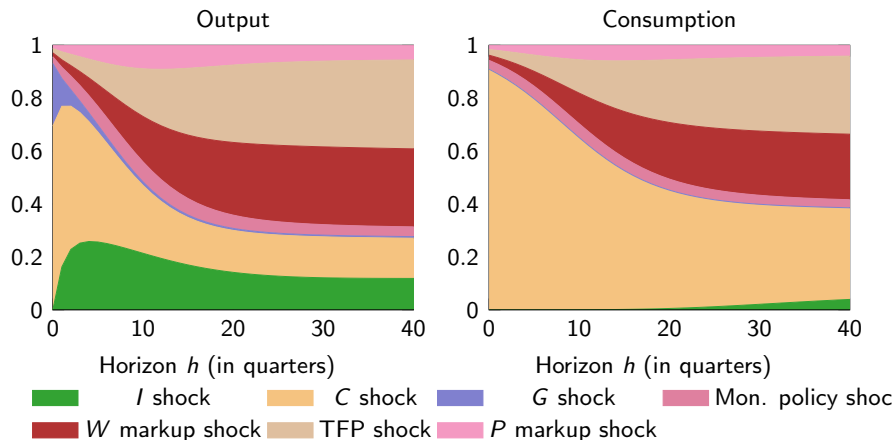 Output Consumption
1 1
0.8 0.8
0.6 0.6
0.4 0.4
0.2 0.2
0 0
0 10 20 30 40 0 10 20 30 40
Horizon h (in quarters) Horizon h (in quarters)
I shock C shock G shock Mon. policy shoc
W markup shock TFP shock P markup shock